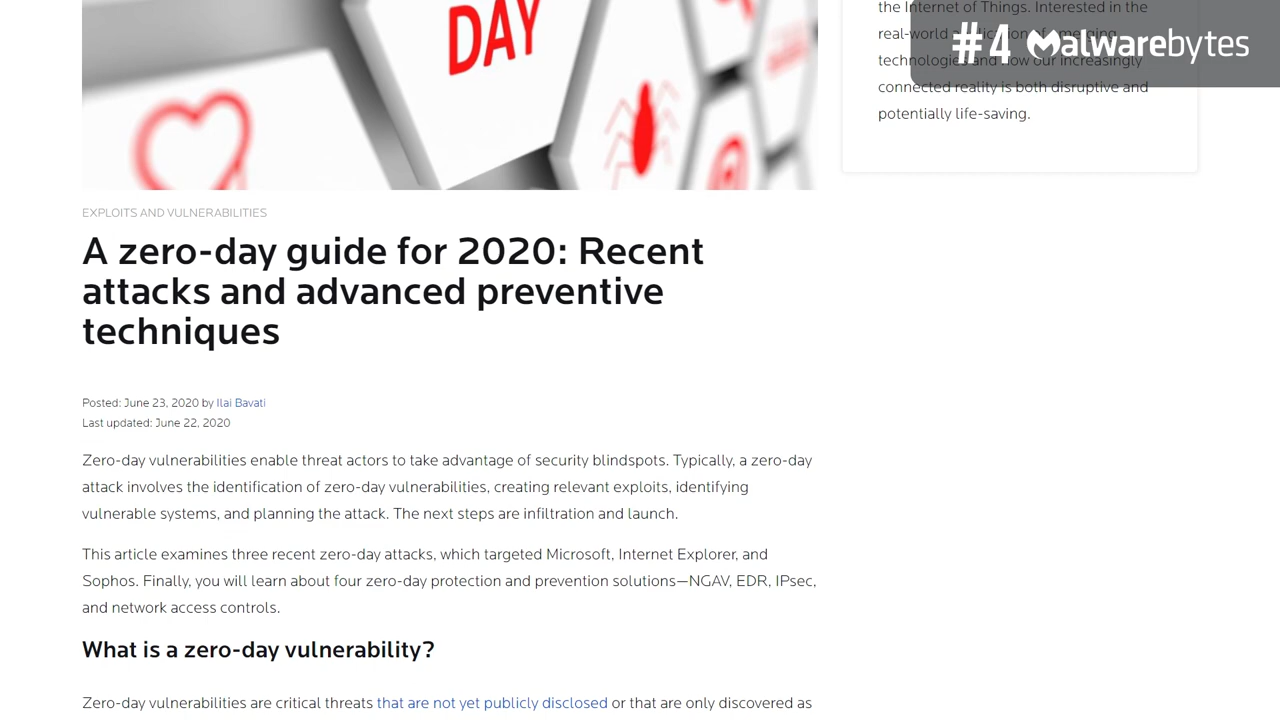 DAY
the Internet of Things. Interested in the
real-world application of emerging
technologies and how our increasingly
connected reality is both disruptive and
potentially life-saving.
#4 Malwarebytes
EXPLOITS AND VULNERABILITIES
A zero-day guide for 2020: Recent
attacks and advanced preventive
techniques
Posted: June 23, 2020 by Ilai Bavati
Last updated: June 22, 2020
Zero-day vulnerabilities enable threat actors to take advantage of security blindspots. Typically, a zero-day
attack involves the identification of zero-day vulnerabilities, creating relevant exploits, identifying
vulnerable systems, and planning the attack. The next steps are infiltration and launch.
This article examines three recent zero-day attacks, which targeted Microsoft, Internet Explorer, and
Sophos. Finally, you will learn about four zero-day protection and prevention solutions—NGAV, EDR, IPsec,
and network access controls.
What is a zero-day vulnerability?
Zero-day vulnerabilities are critical threats that are not yet publicly disclosed or that are only discovered as